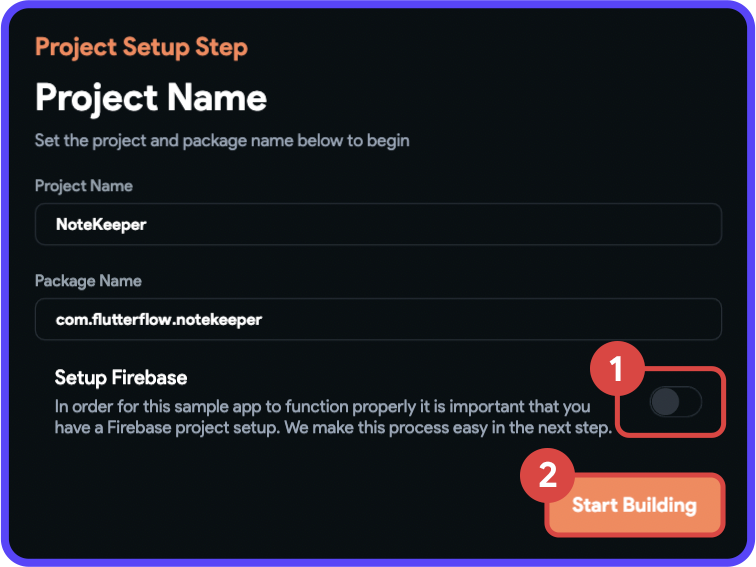 Project Setup Step
Project Name
Set the project and package name below to begin
Project Name
NoteKeeper
Package Name
com.flutterflow.notekeeper
Setup Firebase
In order for this sample app to function properly it is important that you
have a Firebase project setup. We make this process easy in the next step.
1
2
Start Building